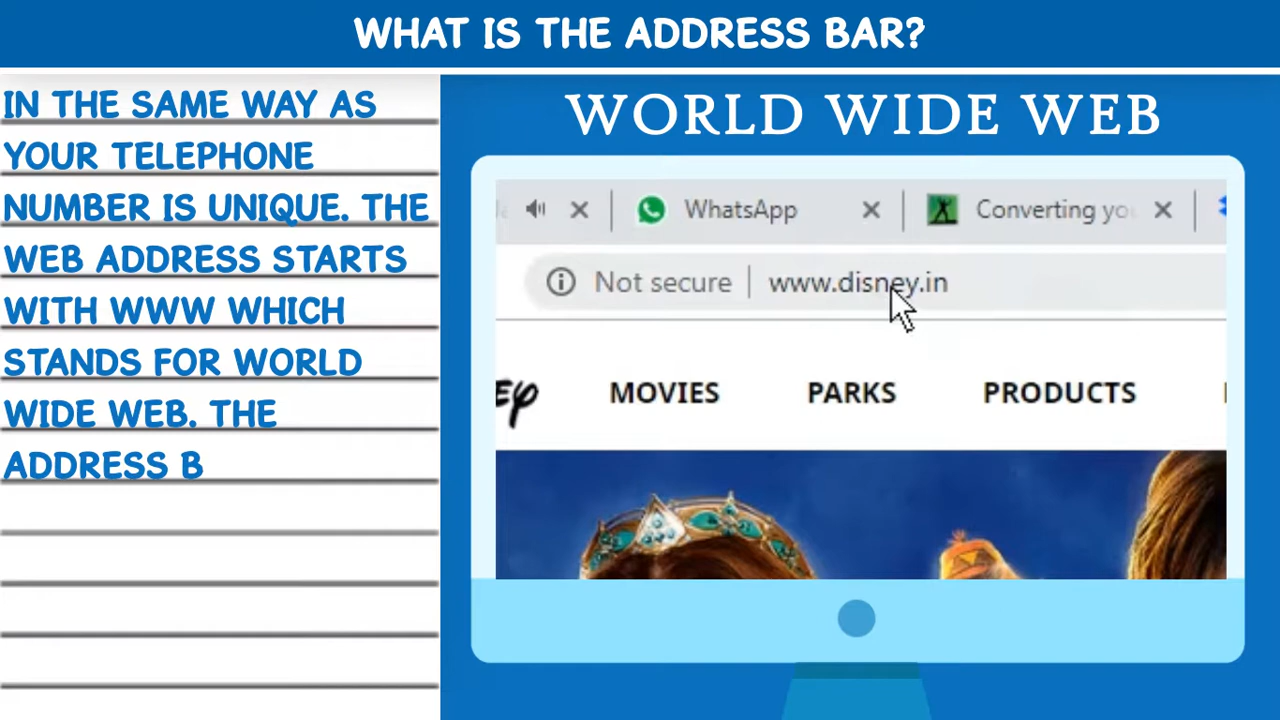 WHAT IS THE ADDRESS BAR?
IN THE SAME WAY AS
YOUR TELEPHONE
NUMBER IS UNIQUE. THE
WEB ADDRESS STARTS
WITH WWW WHICH
STANDS FOR WORLD
WIDE WEB. THE
ADDRESS B
WORLD WIDE WEB
WhatsApp
Converting you
Not secure
www.disney.in
MOVIES PARKS PRODUCTS